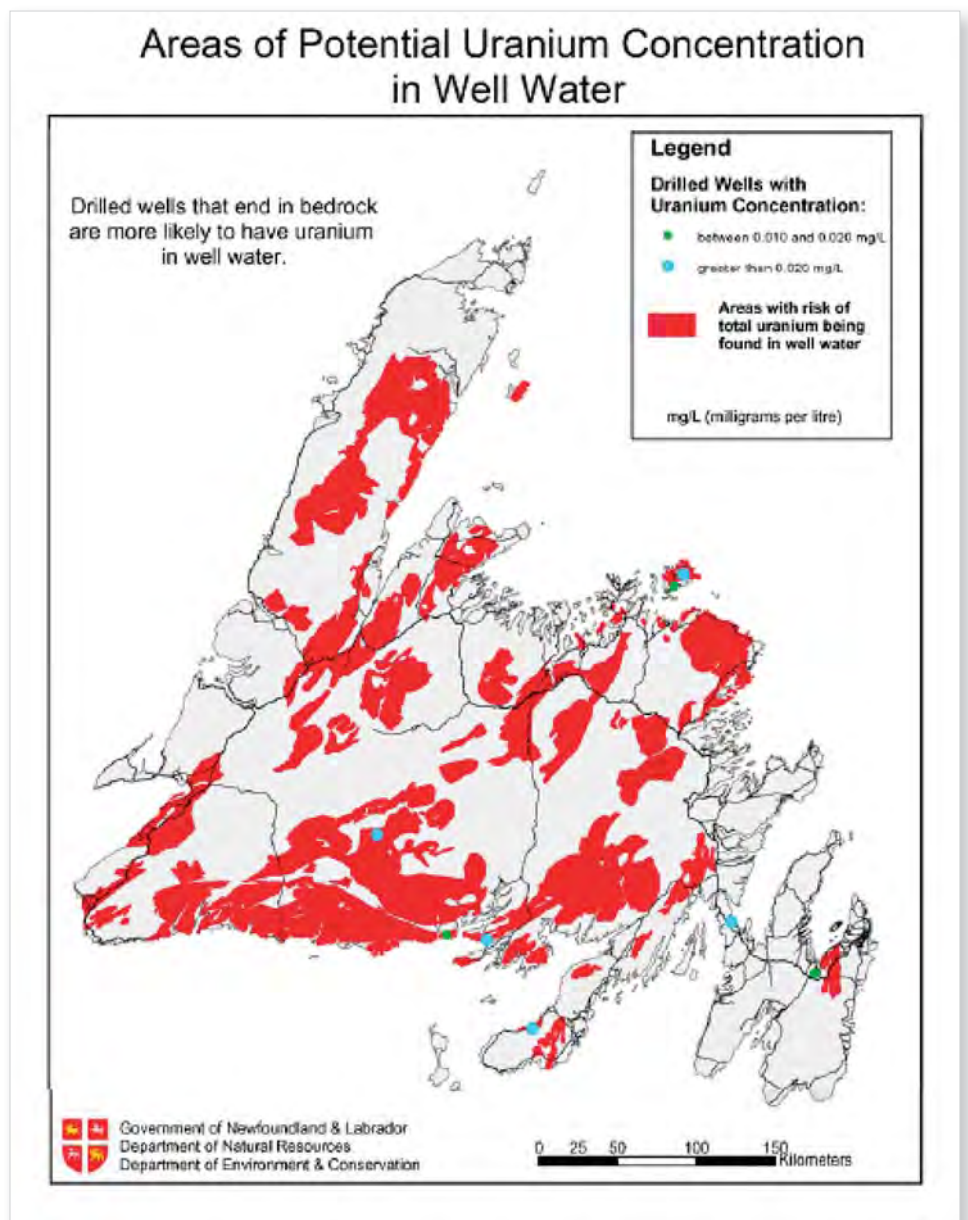 Areas of Potential Uranium Concentration
in Well Water
Drilled wells that end in bedrock
are more likely to have uranium
in well water.
Legend
Drilled Wells with
Uranium Concentration:
between 0.010 and 0.020 mg/L
greater than 0.020 mg/L
Areas with risk of
total uranium being
found in well water
mg/L (milligrams per litre)
Government of Newfoundland & Labrador
Department of Natural Resources
Department of Environment & Conservation
0 25 50 100 150
Kilometers